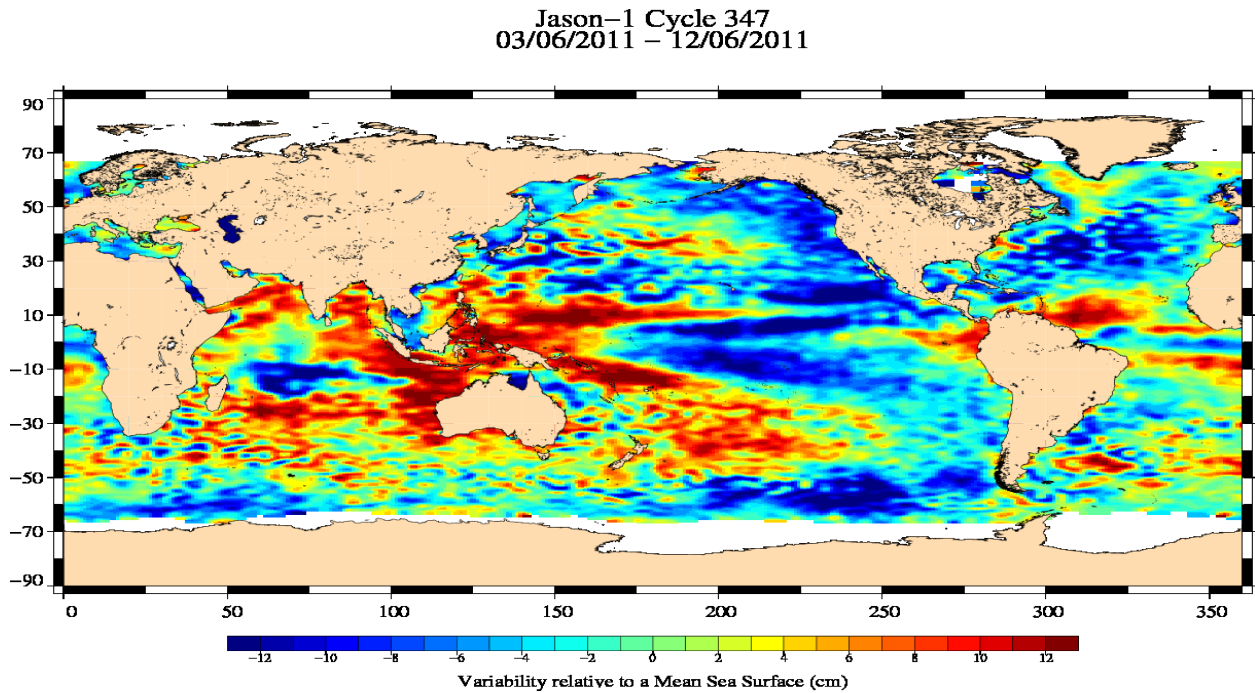 Jason−1 Cycle 347
03/06/2011 − 12/06/2011
90
70
50
30
10
−10
−30
−50
−70
−90
0 50 100 150 200 250 300 350
−12 −10 −8 −6 −4 −2 0 2 4 6 8 10 12
Variability relative to a Mean Sea Surface (cm)